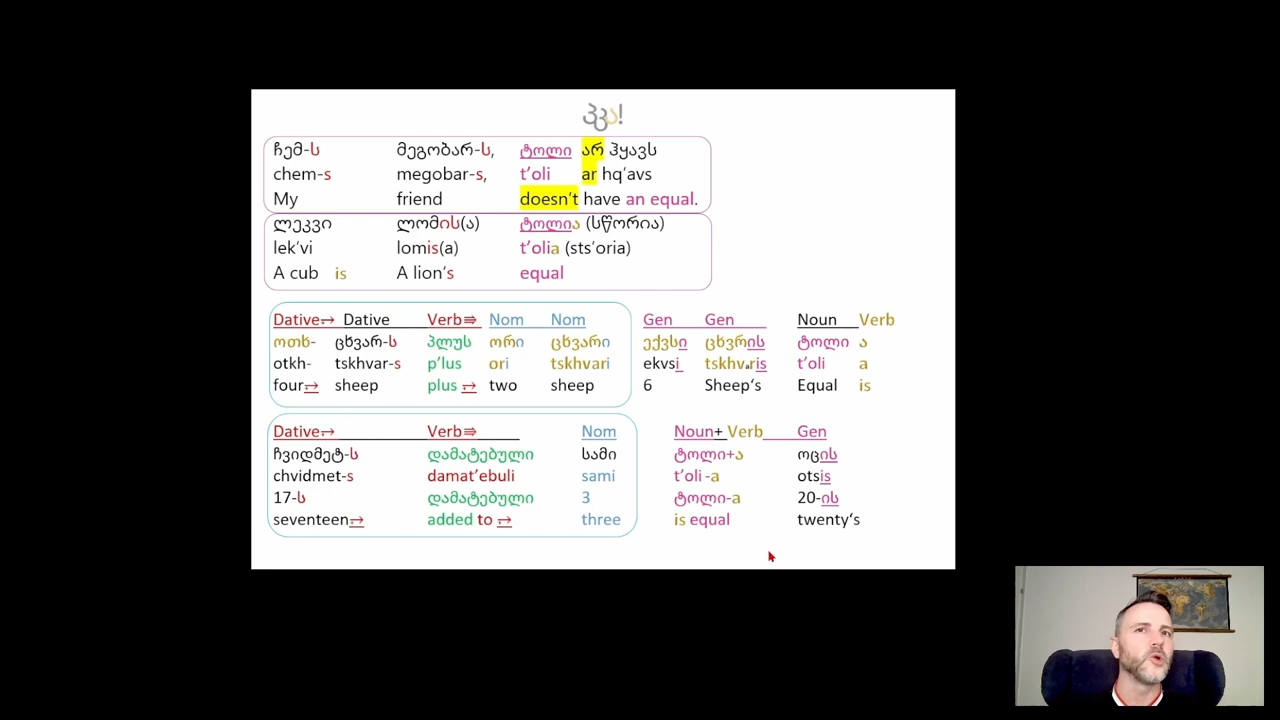 ჰჰა!
ჩემ-ს მეგობარ-ს, ტოლი არ ჰყავს
chem-s megobar-s, t'oli ar hq'avs
My friend doesn't have an equal.
ლეკვი ლომის(ა) ტოლია (სწორია)
lek'vi lomis(a) t'olia (sts'oria)
A cub is A lion's equal
Dative⇄ Dative Verb⇛ Nom Nom Gen Gen Noun Verb
ოთხ- ცხვარ-ს პლუს ორი ცხვარი ექვსი ცხვრის ტოლი ა
otkh- tskhvar-s p'lus ori tskhvari ekvsi tskhv.ris t'oli a
four⇄ sheep plus ⇄ two sheep 6 Sheep's Equal is
Dative⇄ Verb⇛ Nom Noun+ Verb Gen
ჩვიდმეტ-ს დამატებული სამი ტოლი+ა ოცის
chvidmet-s damat'ebuli sami t'oli -a otsis
17-ს დამატებული 3 ტოლი-ა 20-ის
seventeen⇄ added to ⇄ three is equal twenty's